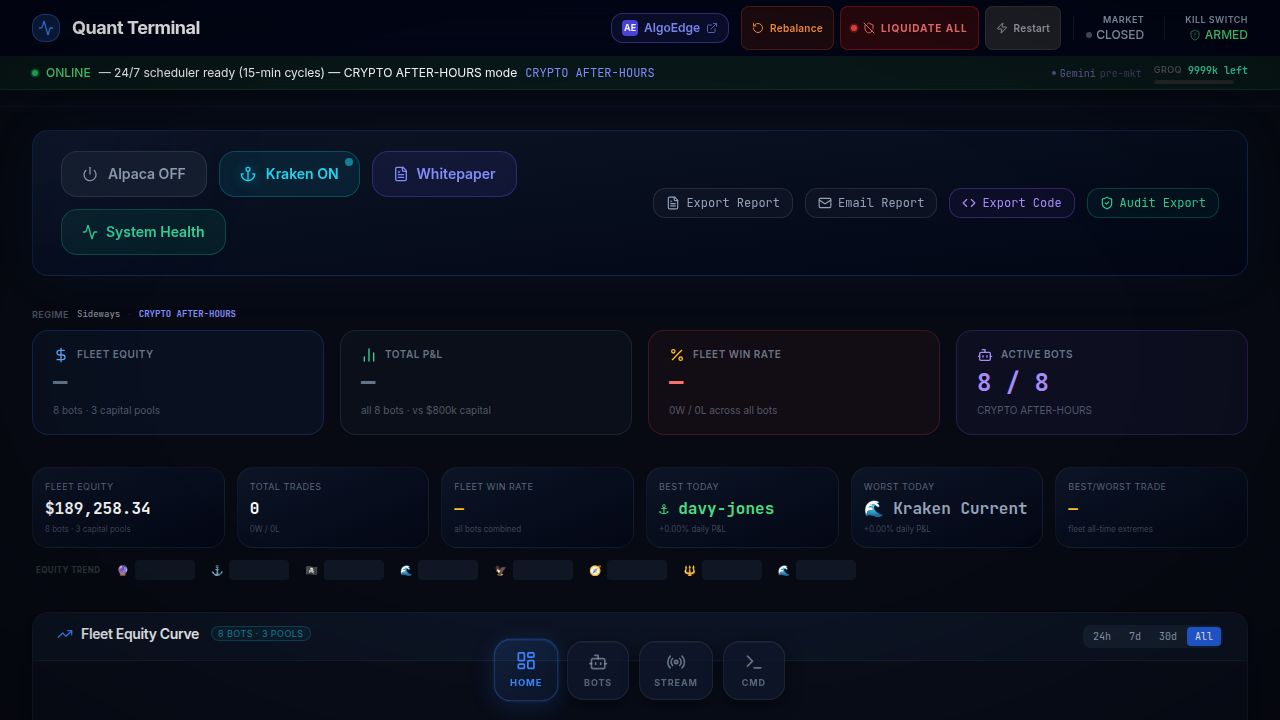 Quant Terminal
AE AlgoEdge
Rebalance
LIQUIDATE ALL
Restart
MARKET
CLOSED
KILL SWITCH
ARMED
ONLINE — 24/7 scheduler ready (15-min cycles) — CRYPTO AFTER-HOURS mode CRYPTO AFTER-HOURS
Gemini pre-mkt
GROQ 9999k left
Alpaca OFF
Kraken ON
Whitepaper
System Health
Export Report
Email Report
Export Code
Audit Export
REGIME Sideways · CRYPTO AFTER-HOURS
FLEET EQUITY
—
8 bots · 3 capital pools
TOTAL P&L
—
all 8 bots · vs $800k capital
FLEET WIN RATE
—
0W / 0L across all bots
ACTIVE BOTS
8 / 8
CRYPTO AFTER-HOURS
FLEET EQUITY
$189,258.34
8 bots · 3 capital pools
TOTAL TRADES
0
0W / 0L
FLEET WIN RATE
—
all bots combined
BEST TODAY
⚓ davy-jones
+0.00% daily P&L
WORST TODAY
🌊 Kraken Current
+0.00% daily P&L
BEST/WORST TRADE
—
fleet all-time extremes
EQUITY TREND
Fleet Equity Curve
8 BOTS · 3 POOLS
24h 7d 30d All
HOME
BOTS
STREAM
CMD